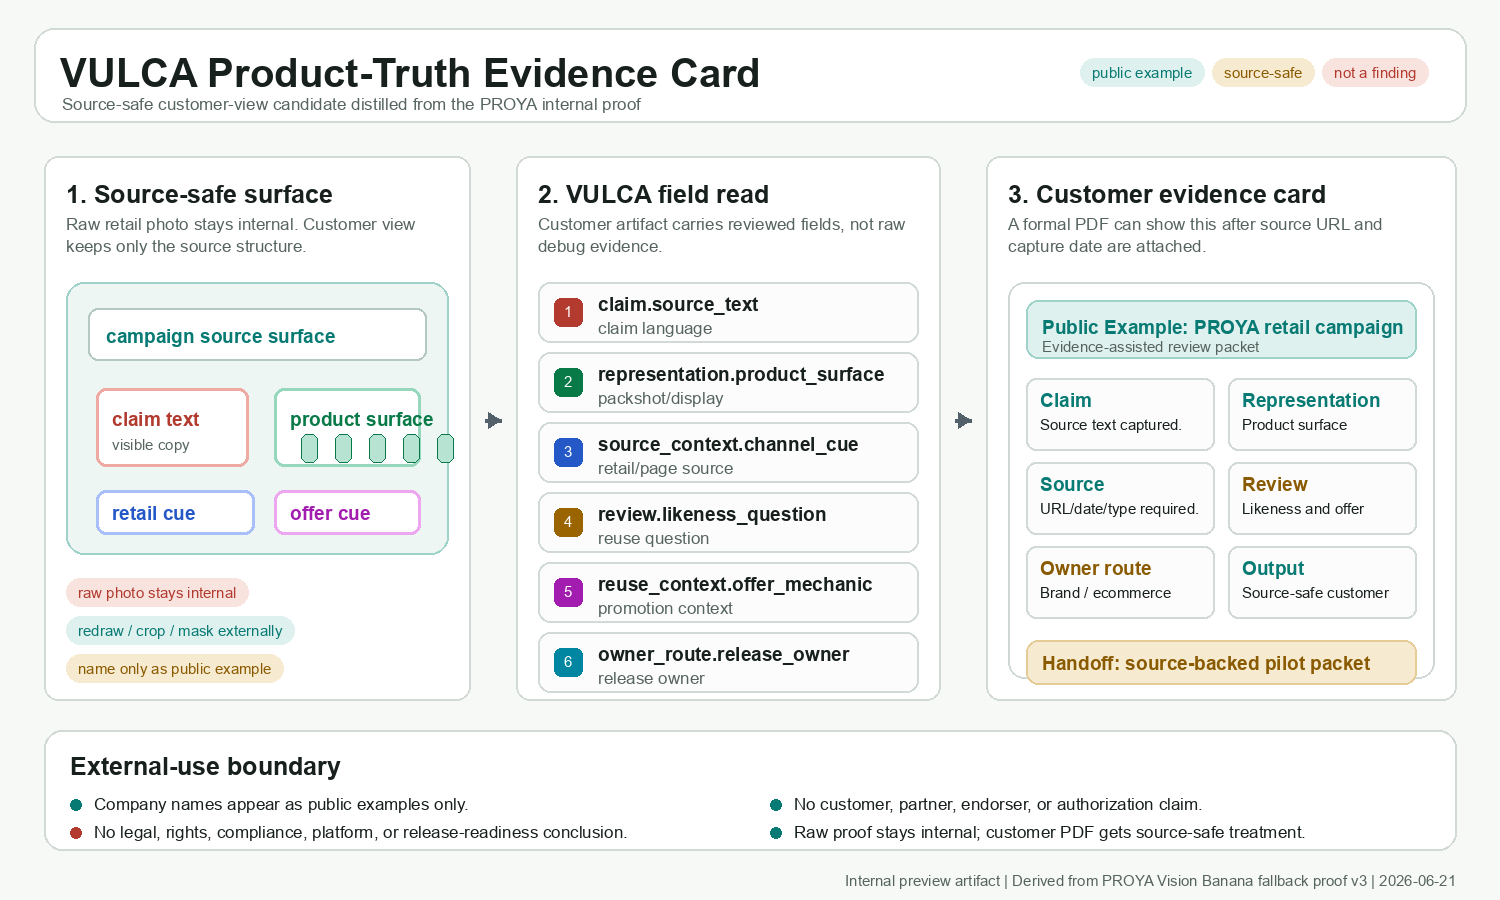 VULCA Product-Truth Evidence Card
Source-safe customer-view candidate distilled from the PROYA internal proof
public example
source-safe
not a finding
1. Source-safe surface
Raw retail photo stays internal. Customer view
keeps only the source structure.
campaign source surface
claim text
visible copy
product surface
retail cue
offer cue
raw photo stays internal
redraw / crop / mask externally
name only as public example
2. VULCA field read
Customer artifact carries reviewed fields, not raw
debug evidence.
1
claim.source_text
claim language
2
representation.product_surface
packshot/display
3
source_context.channel_cue
retail/page source
4
review.likeness_question
reuse question
5
reuse_context.offer_mechanic
promotion context
6
owner_route.release_owner
release owner
3. Customer evidence card
A formal PDF can show this after source URL and
capture date are attached.
Public Example: PROYA retail campaign
Evidence-assisted review packet
Claim
Source text captured.
Representation
Product surface
Source
URL/date/type required.
Review
Likeness and offer
Owner route
Brand / ecommerce
Output
Source-safe customer
Handoff: source-backed pilot packet
External-use boundary
Company names appear as public examples only.
No legal, rights, compliance, platform, or release-readiness conclusion.
No customer, partner, endorser, or authorization claim.
Raw proof stays internal; customer PDF gets source-safe treatment.
Internal preview artifact | Derived from PROYA Vision Banana fallback proof v3 | 2026-06-21